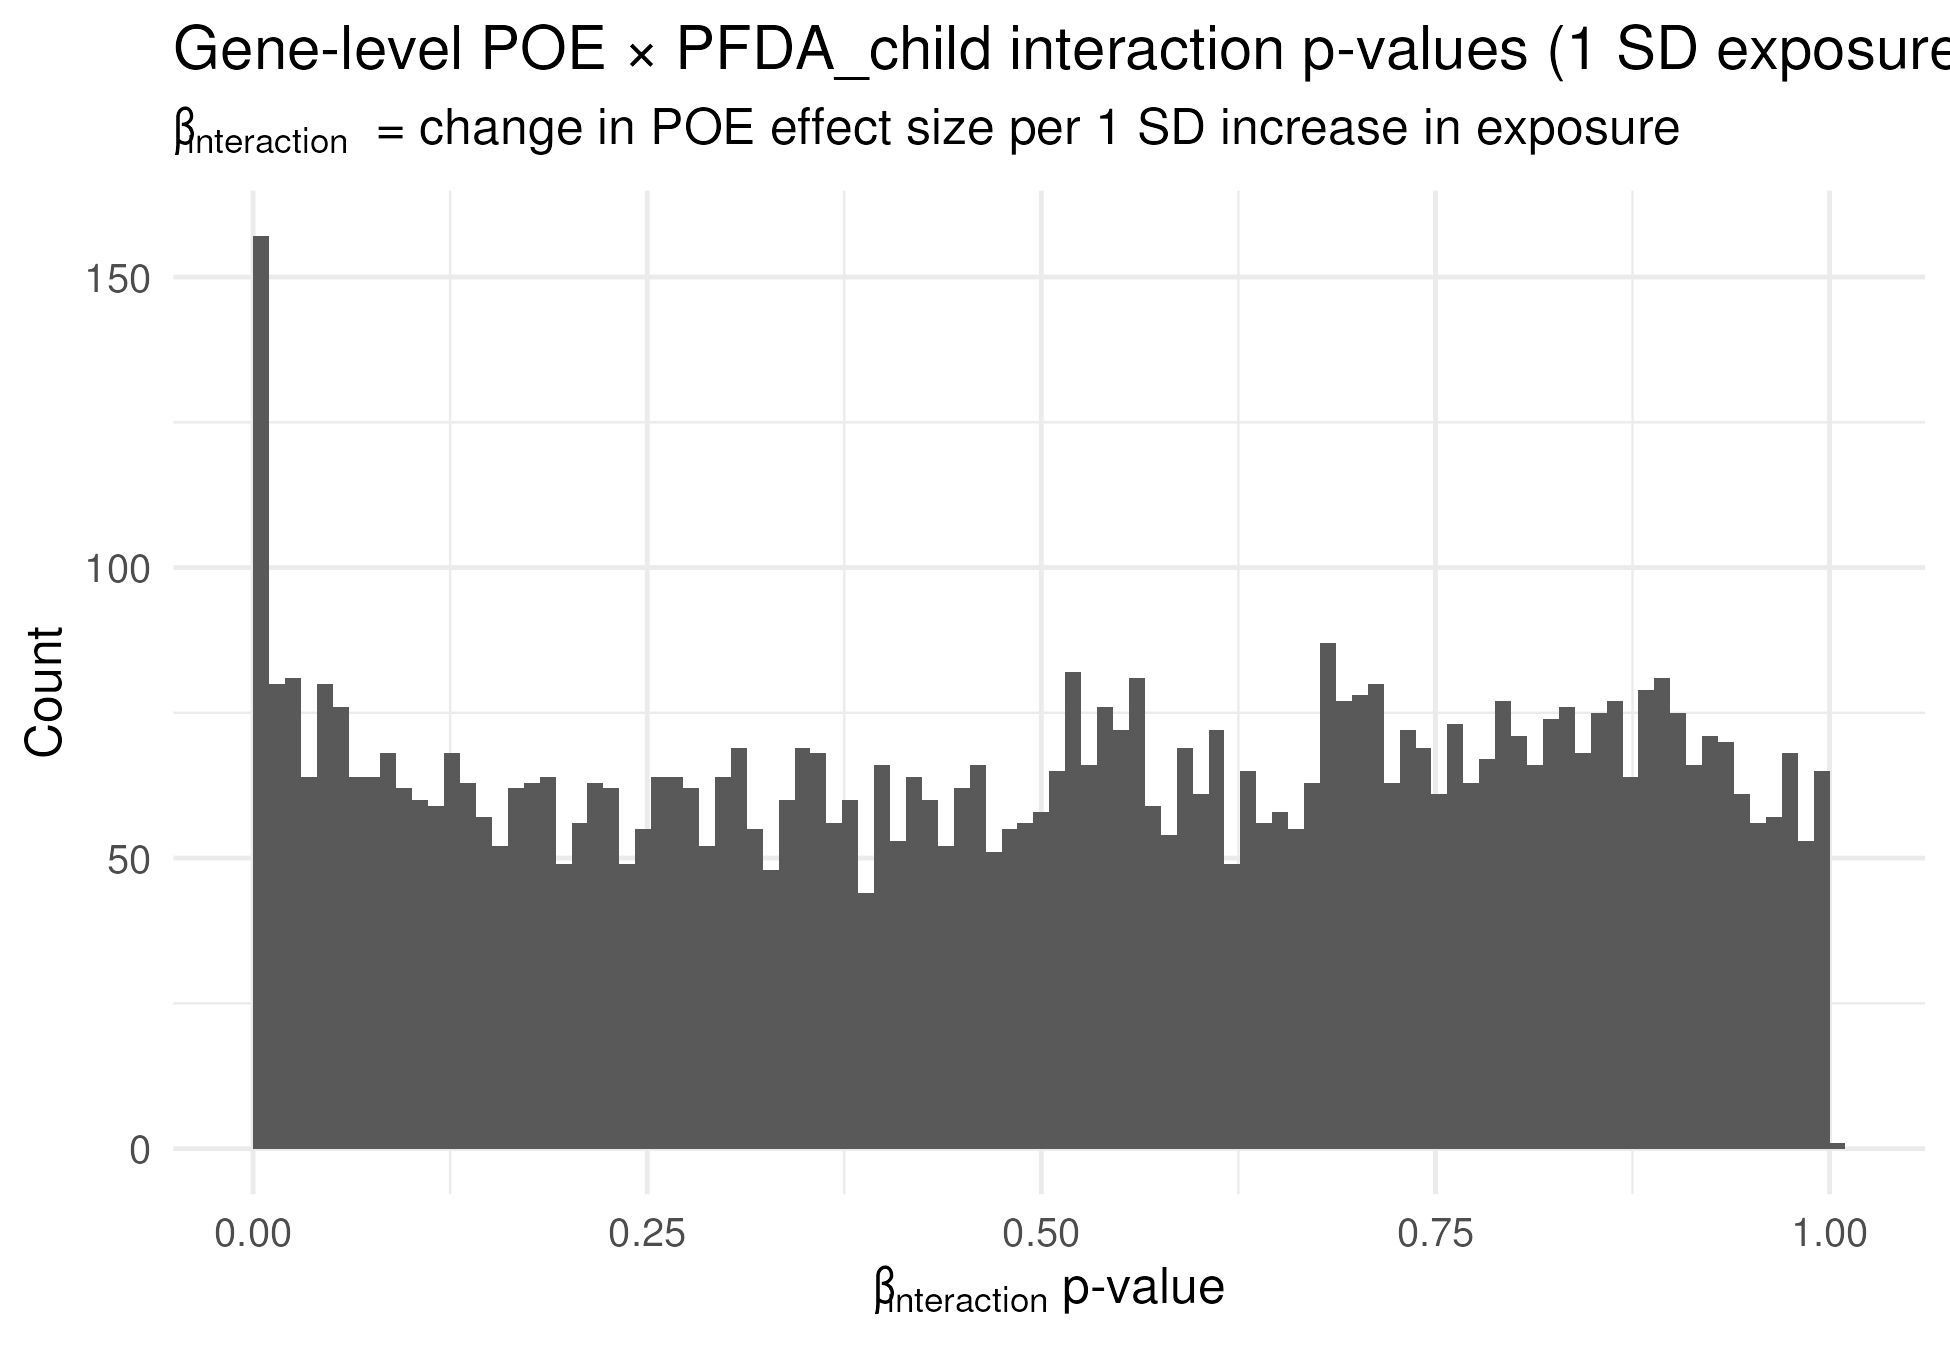 Gene-level POE × PFDA_child interaction p-values (1 SD exposure
βinteraction = change in POE effect size per 1 SD increase in exposure
150
100
50
0
Count
0.00 0.25 0.50 0.75 1.00
βinteraction p-value